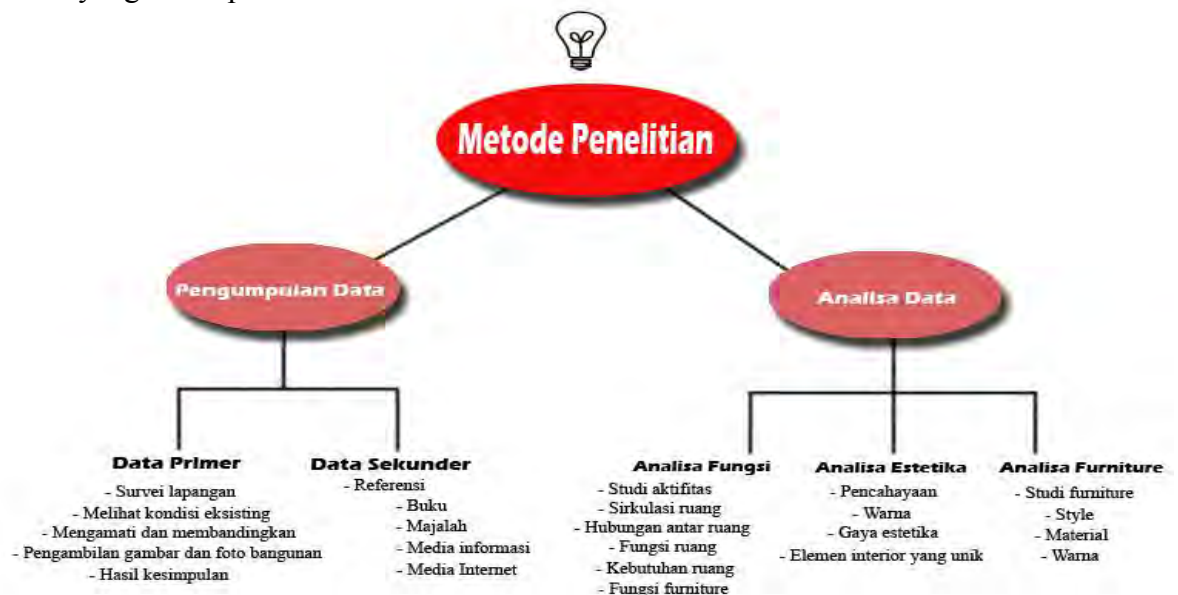 Metode Penelitian
Pengumpulan Data
Analisa Data
Data Primer
- Survei lapangan
- Melihat kondisi eksisting
- Mengamati dan membandingkan
- Pengambilan gambar dan foto bangunan
- Hasil kesimpulan
Data Sekunder
- Referensi
- Buku
- Majalah
- Media informasi
- Media Internet
Analisa Fungsi
- Studi aktifitas
- Sirkulasi ruang
- Hubungan antar ruang
- Fungsi ruang
- Kebutuhan ruang
- Fungsi furniture
Analisa Estetika
- Pencahayaan
- Warna
- Gaya estetika
- Elemen interior yang unik
Analisa Furniture
- Studi furniture
- Style
- Material
- Warna